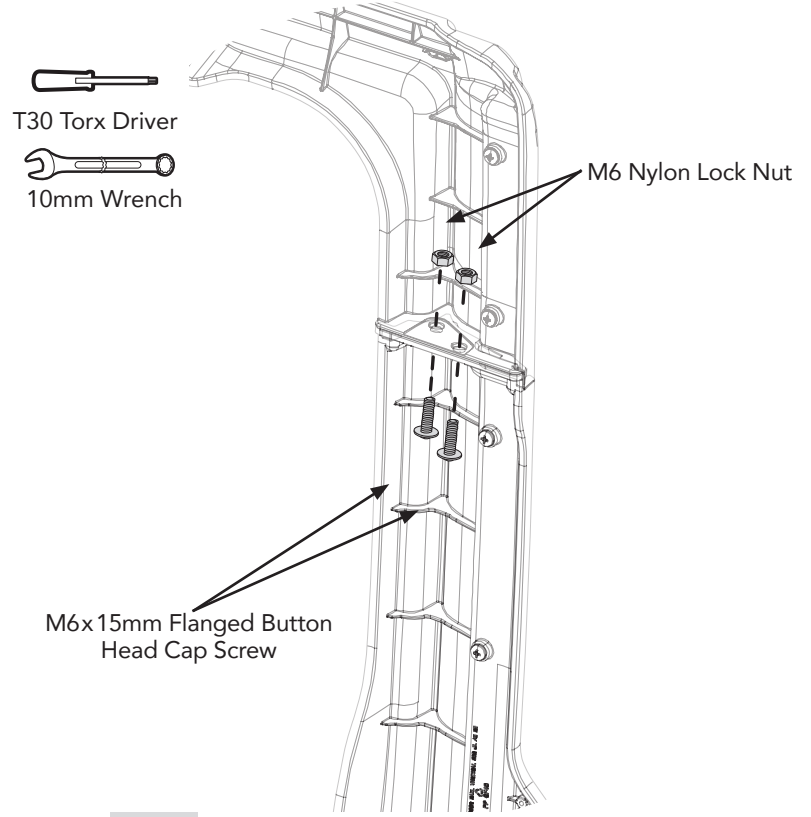 T30 Torx Driver
10mm Wrench
M6 Nylon Lock Nut
M6x15mm Flanged Button
Head Cap Screw